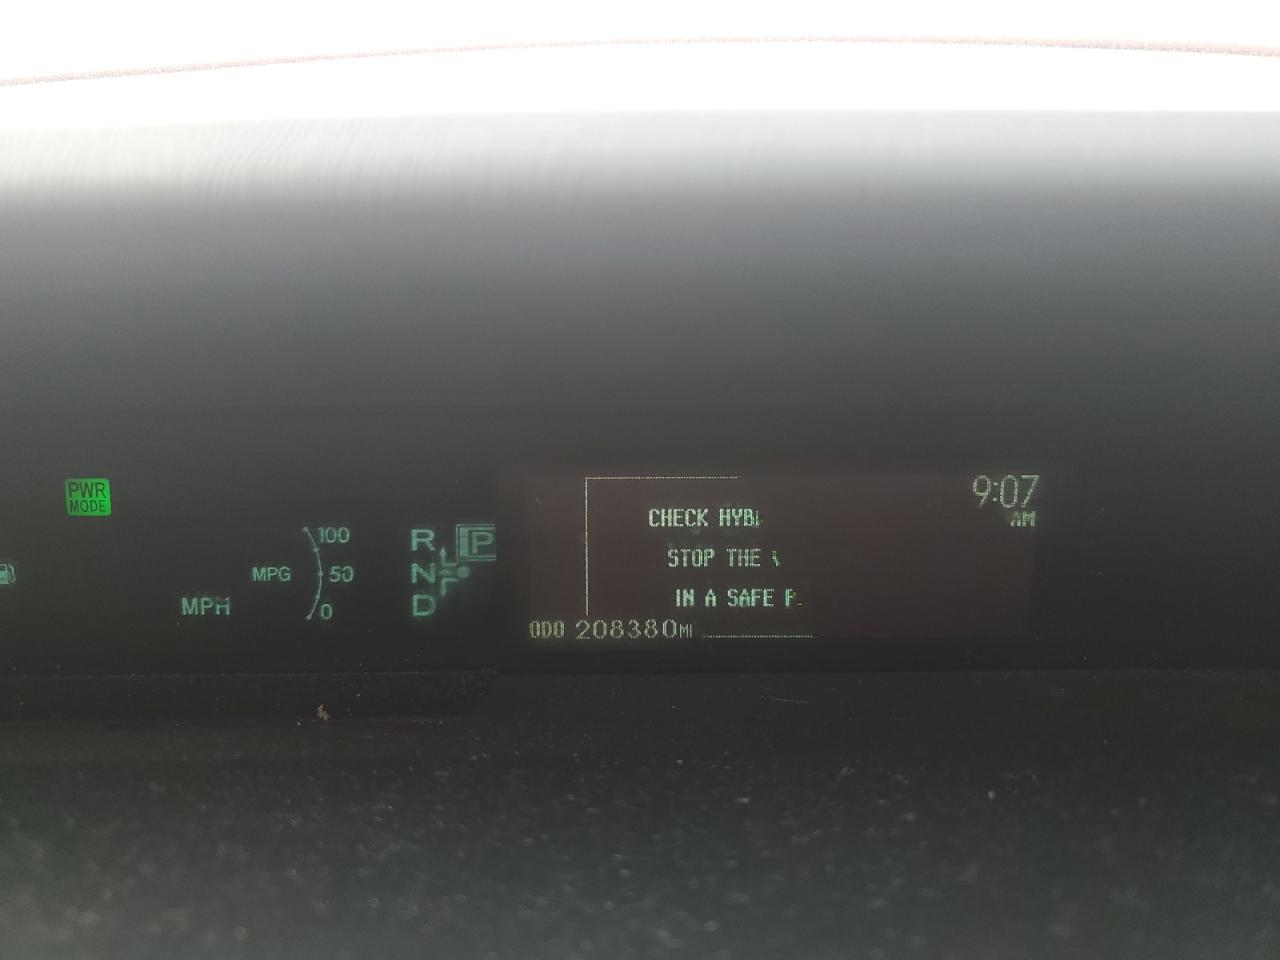 9:07
AM
PWR
MODE
CHECK HYB
STOP THE
IN A SAFE P
100
R P
MPG 50 N
MPH 0 D
ODO 208380MI